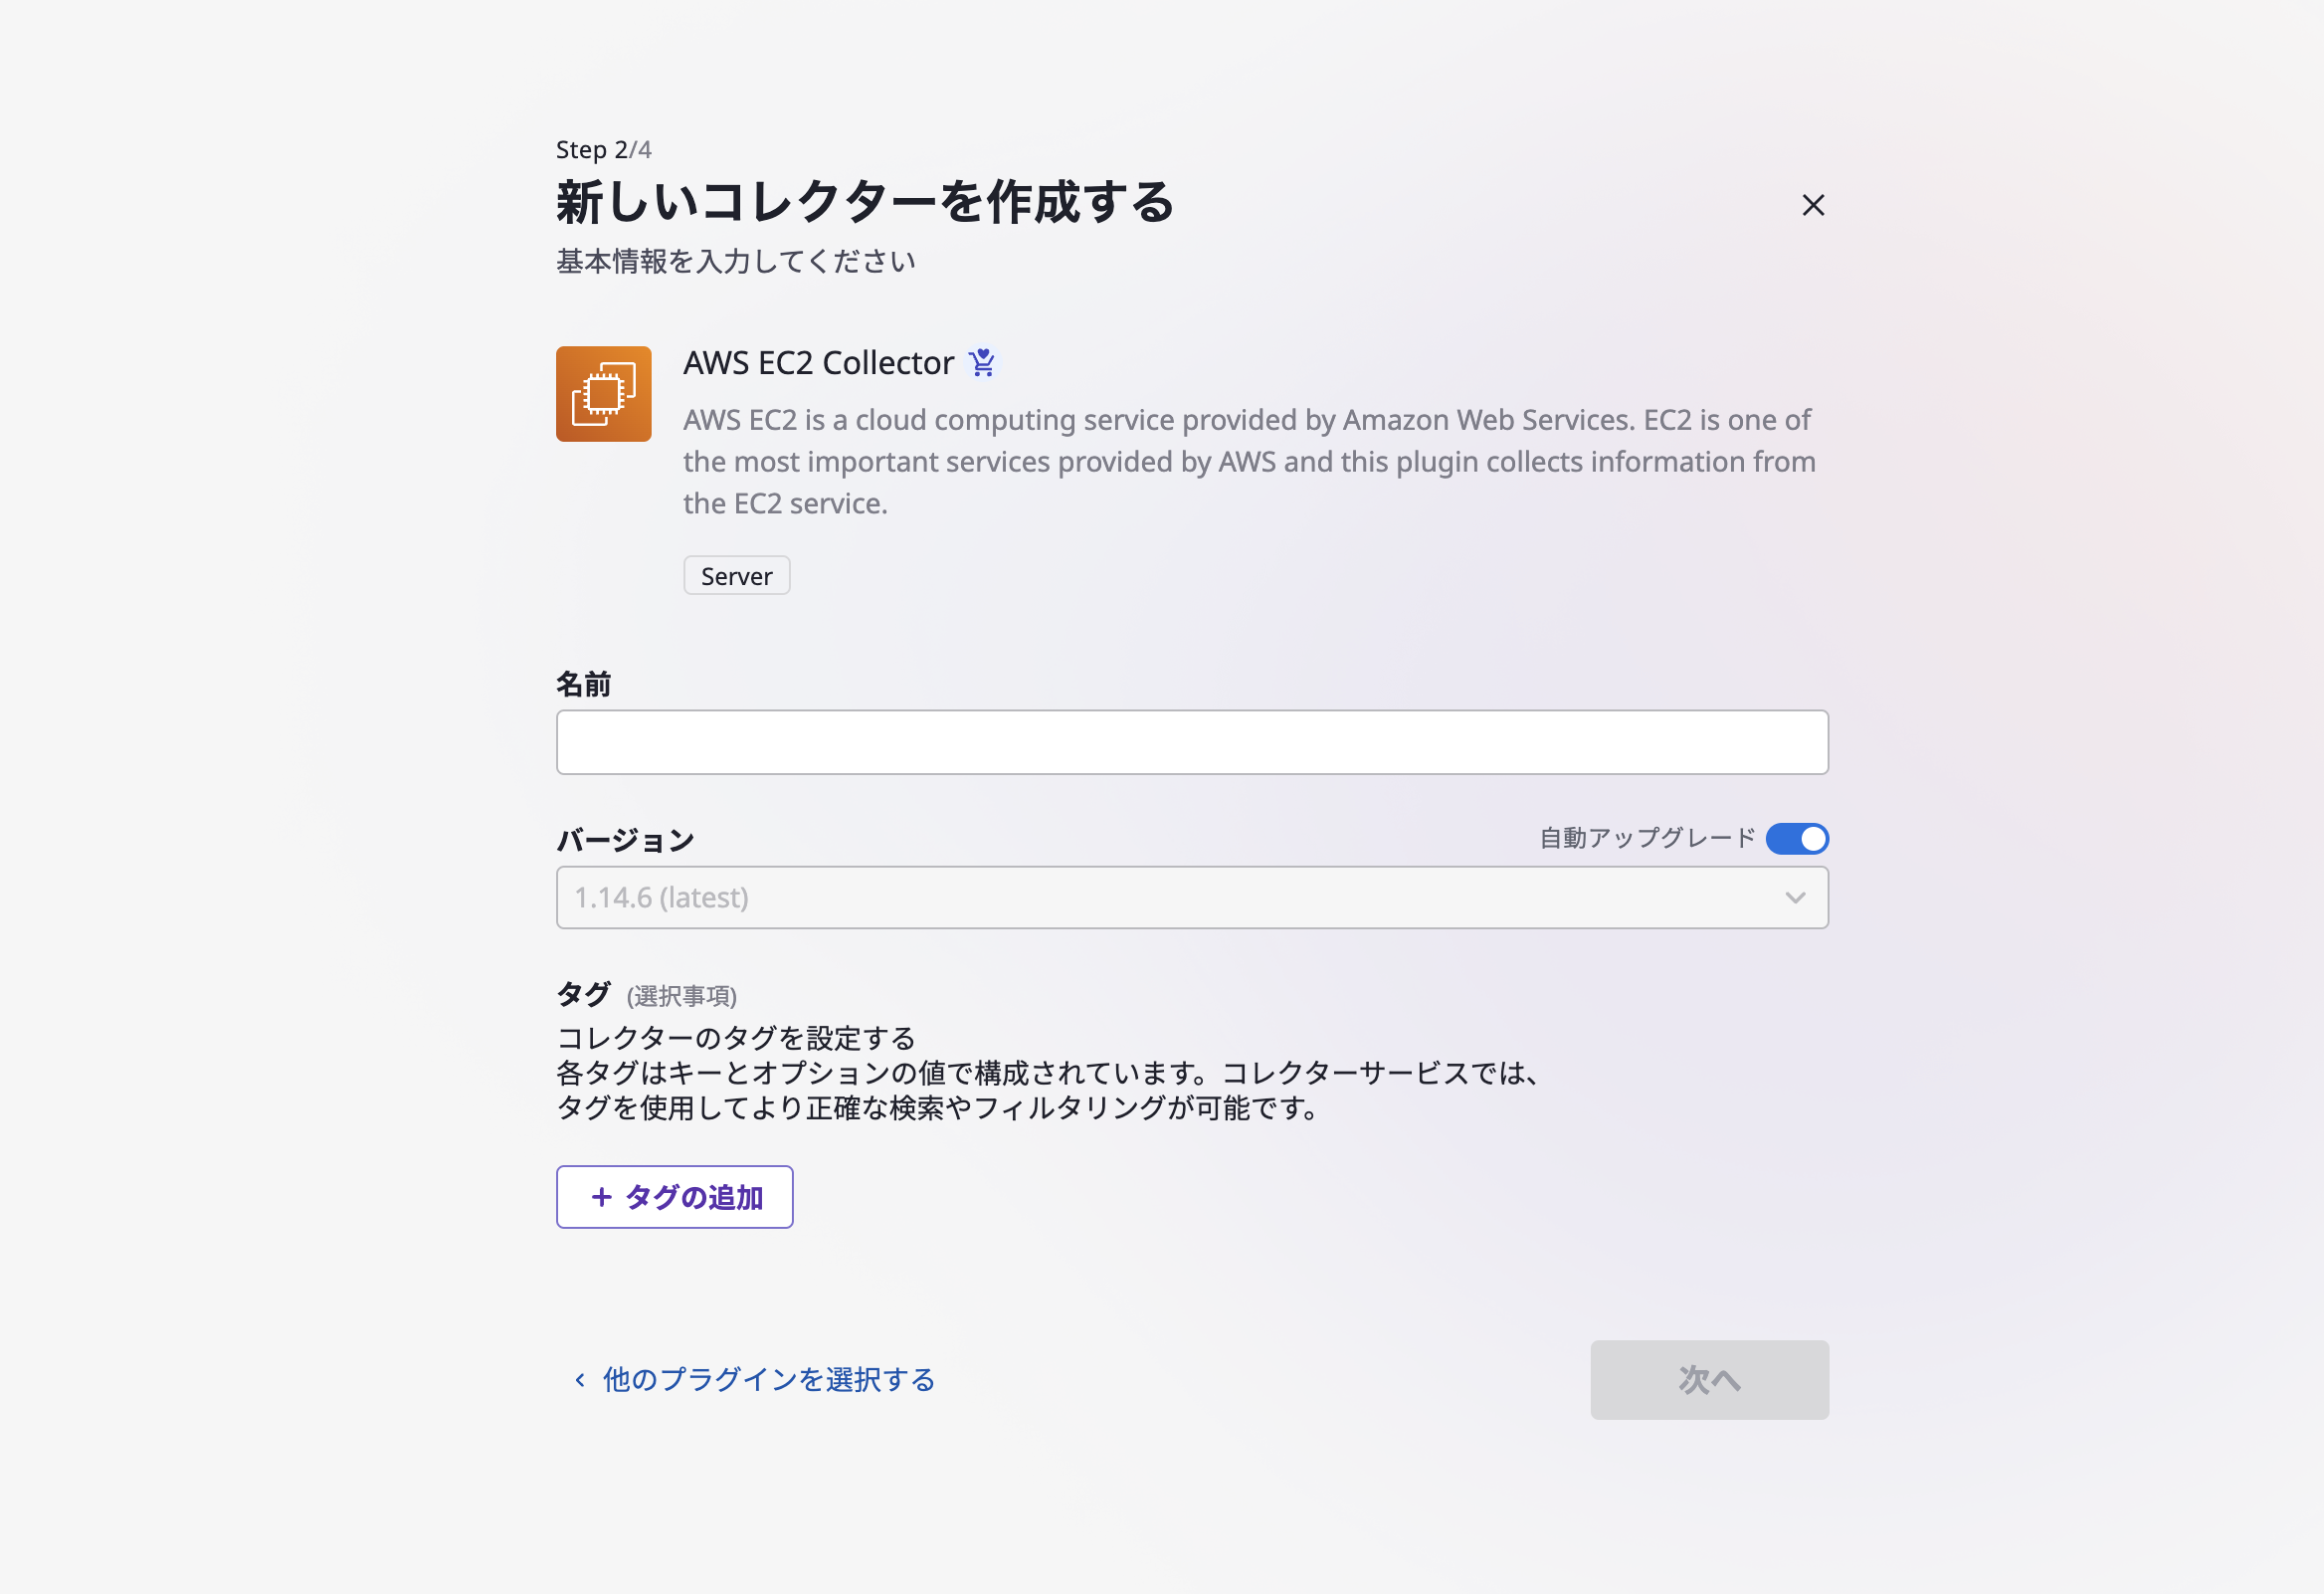 Step 2/4
新しいコレクターを作成する
基本情報を入力してください
AWS EC2 Collector
AWS EC2 is a cloud computing service provided by Amazon Web Services. EC2 is one of
the most important services provided by AWS and this plugin collects information from
the EC2 service.
Server
名前
バージョン
自動アップグレード
1.14.6 (latest)
タグ (選択事項)
コレクターのタグを設定する
各タグはキーとオプションの値で構成されています。コレクターサービスでは、
タグを使用してより正確な検索やフィルタリングが可能です。
+ タグの追加
他のプラグインを選択する
次へ